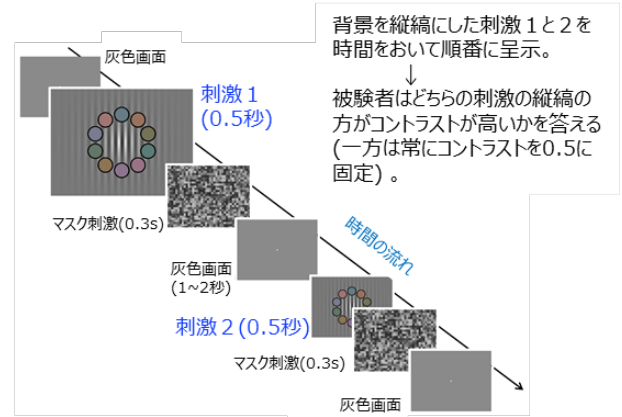 背景を縦縞にした刺激1と2を
時間をおいて順番に呈示。
↓
被験者はどちらの刺激の縦縞の
方がコントラストが高いかを答える
(一方は常にコントラストを0.5に
固定) 。
灰色画面
刺激1
(0.5秒)
マスク刺激(0.3s)
時間の流れ
灰色画面
(1~2秒)
刺激2(0.5秒)
マスク刺激(0.3s)
灰色画面